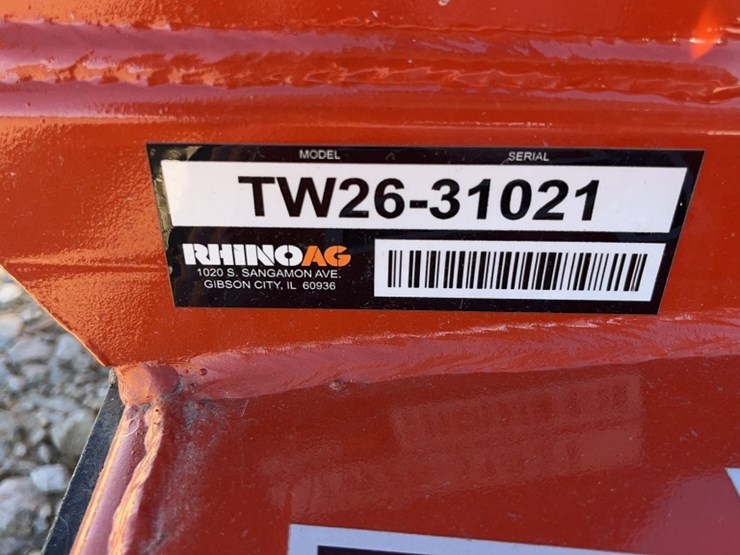 MODEL SERIAL
TW26-31021
RHINOAG
1020 S. SANGAMON AVE.
GIBSON CITY, IL 60936